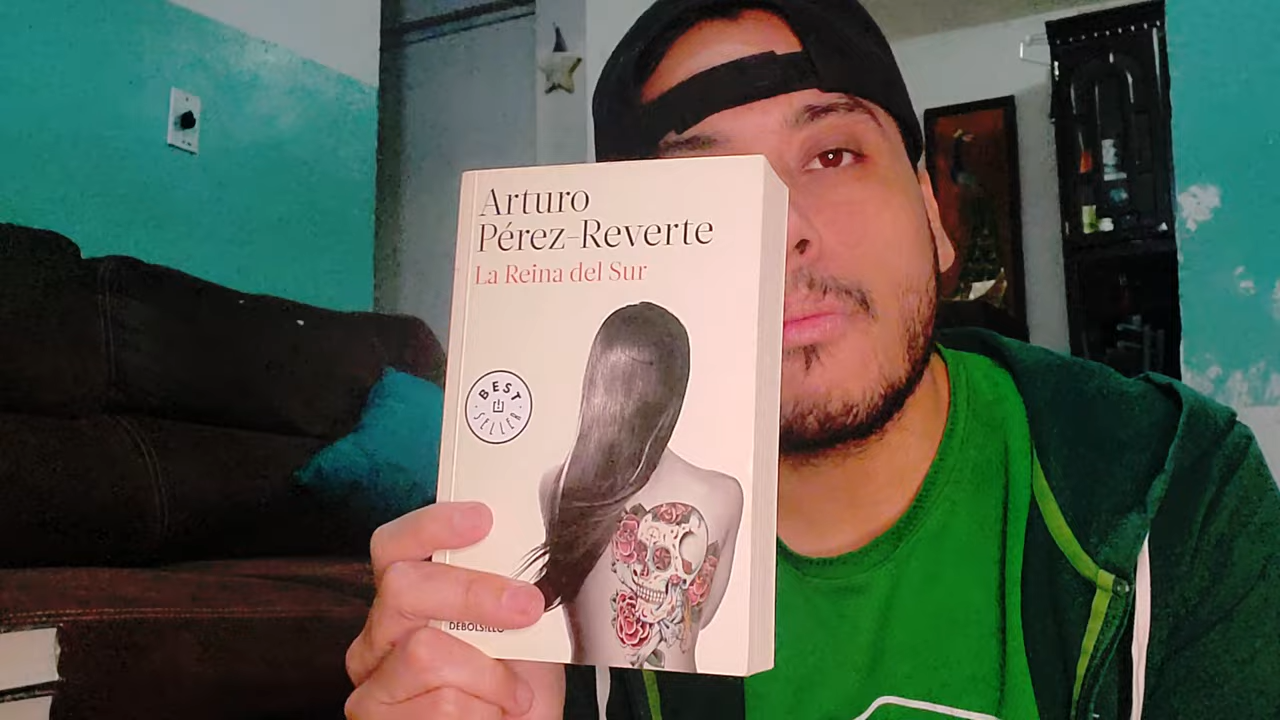 Arturo
Pérez-Reverte
La Reina del Sur
BEST
SELLER
DEBOLSILLO